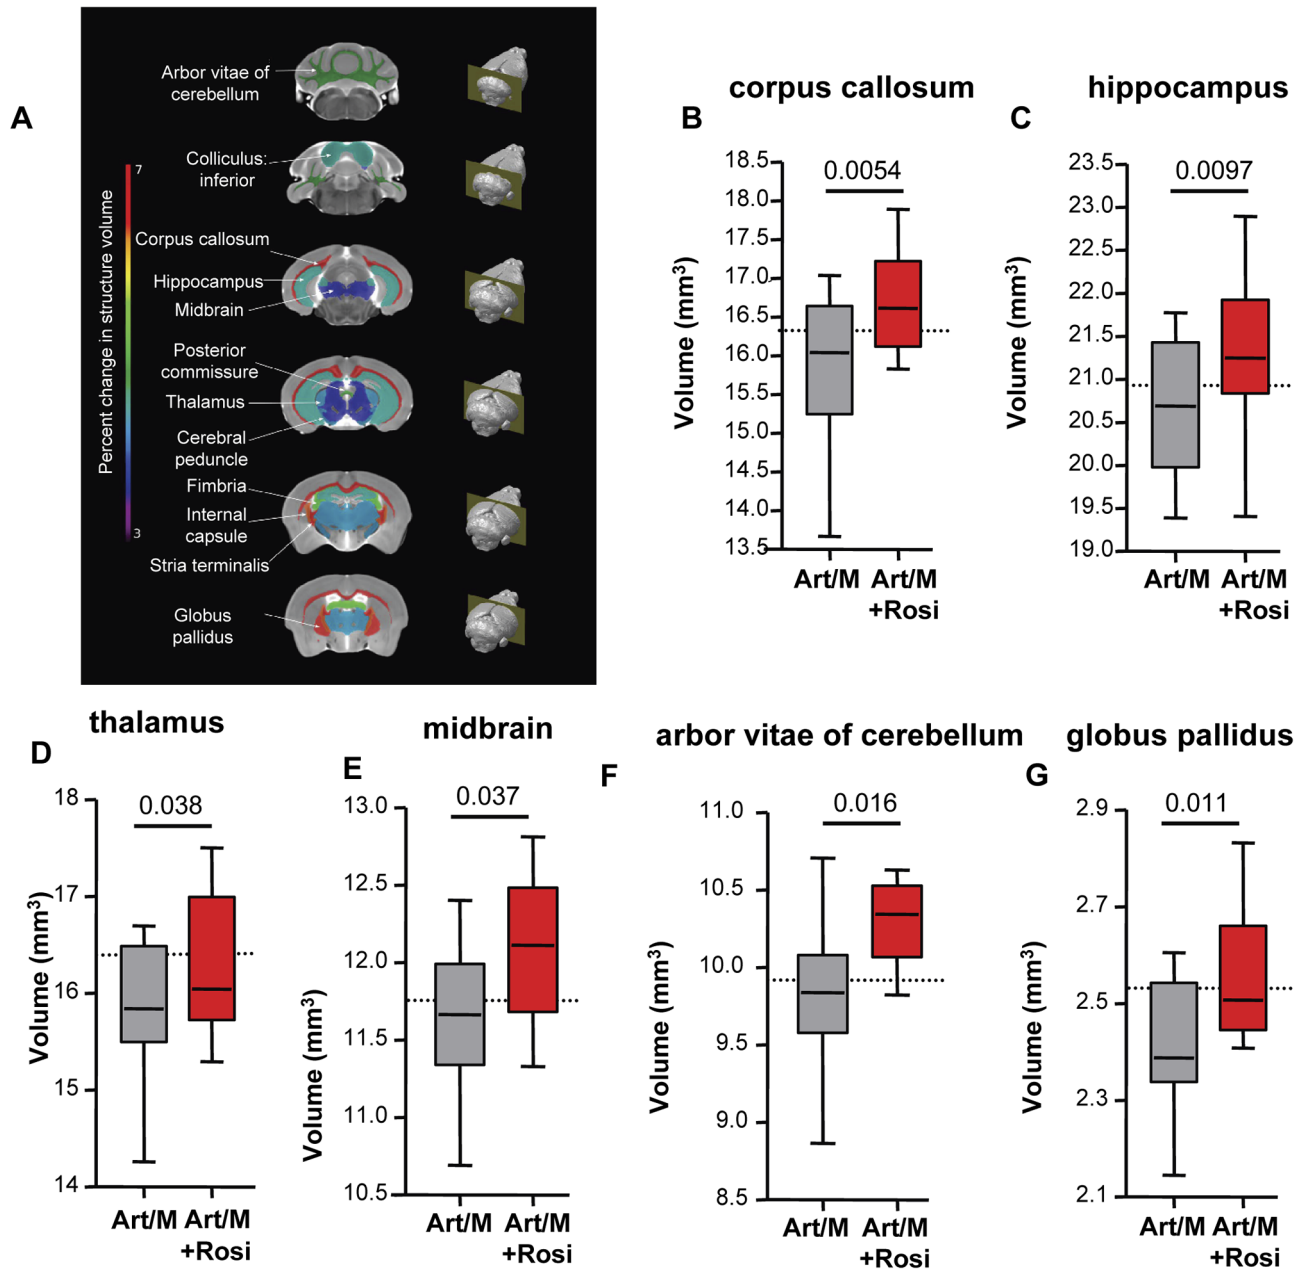 A
Arbor vitae of
cerebellum
Colliculus:
inferior
Corpus callosum
Hippocampus
Midbrain
Posterior
commissure
Thalamus
Cerebral
peduncle
Fimbria
Internal
capsule
Stria terminalis
Globus
pallidus
7
Percent change in structure volume
3
corpus callosum
B
0.0054
18.5
18.0
17.5
17.0
16.5
16.0
15.5
15.0
14.5
14.0
13.5
Volume (mm³)
Art/M
Art/M
+Rosi
hippocampus
C
0.0097
23.5
23.0
22.5
22.0
21.5
21.0
20.5
20.0
19.5
19.0
Volume (mm³)
Art/M
Art/M
+Rosi
thalamus
D
0.038
18
17
16
15
14
Volume (mm³)
Art/M
Art/M
+Rosi
midbrain
E
0.037
13.0
12.5
12.0
11.5
11.0
10.5
Volume (mm³)
Art/M
Art/M
+Rosi
arbor vitae of cerebellum
F
0.016
11.0
10.5
10.0
9.5
9.0
8.5
Volume (mm³)
Art/M
Art/M
+Rosi
globus pallidus
G
0.011
2.9
2.7
2.5
2.3
2.1
Volume (mm³)
Art/M
Art/M
+Rosi